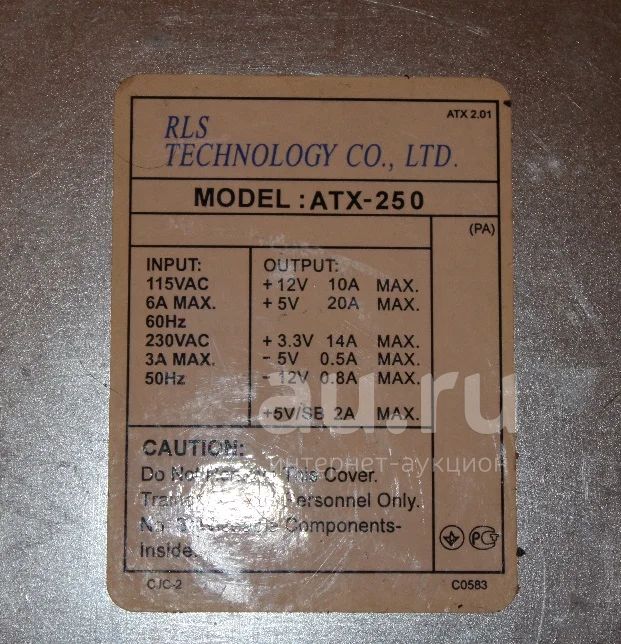 ATX 2.01
RLS
TECHNOLOGY CO., LTD.
MODEL : ATX-250
(PA)
INPUT:
115VAC
6A MAX.
60Hz
230VAC
3A MAX.
50Hz
OUTPUT:
+12V 10A MAX.
+5V 20A MAX.
+3.3V 14A MAX.
-5V 0.5A MAX.
-12V 0.8A MAX.
+5V/SB 2A MAX.
au.ru
интернет-аукцион
CAUTION:
Do Not This Cover.
Personnel Only.
No Components-
Inside.
CJC-2
C0583